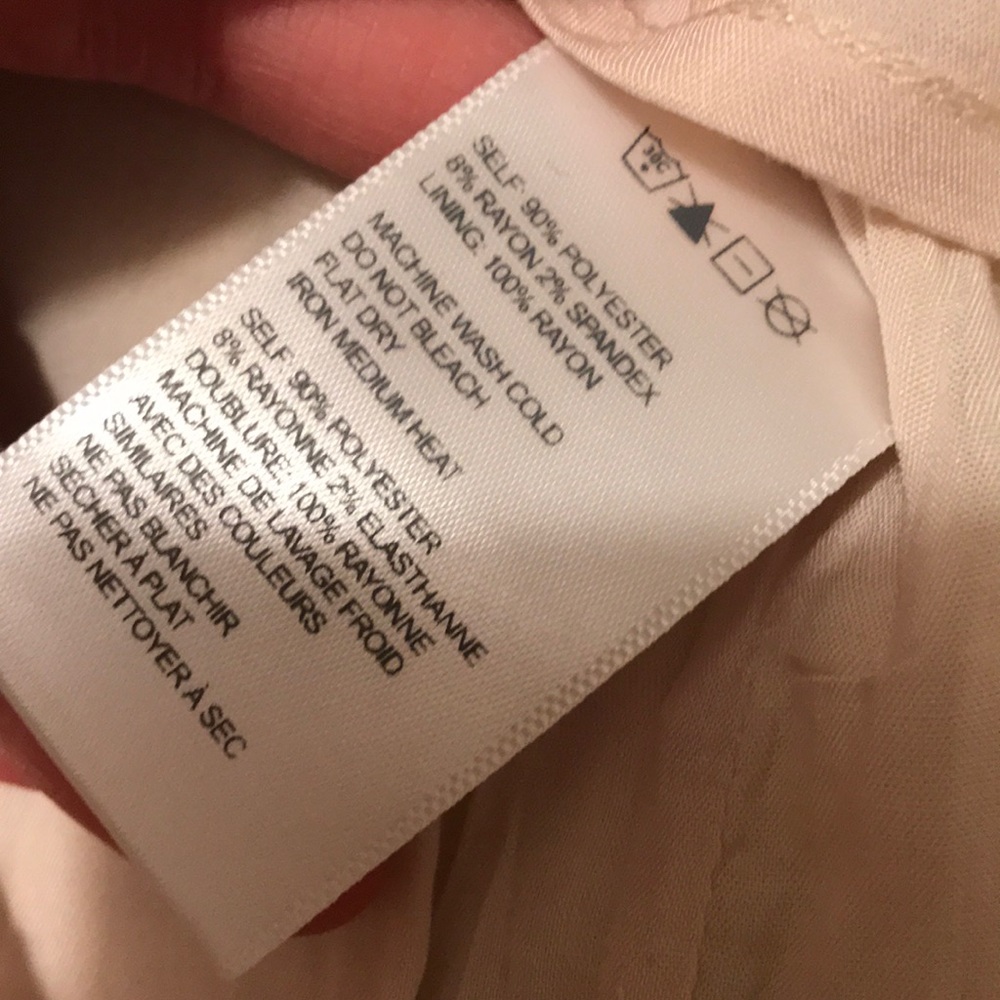 30C
SELF: 90% POLYESTER
8% RAYON 2% SPANDEX
LINING: 100% RAYON
MACHINE WASH COLD
DO NOT BLEACH
FLAT DRY
IRON MEDIUM HEAT
SELF: 90% POLYESTER
8% RAYONNE 2% ELASTHANNE
DOUBLURE: 100% RAYONNE
MACHINE DE LAVAGE FROID
AVEC DES COULEURS
SIMILAIRES
NE PAS BLANCHIR
SÉCHER À PLAT
NE PAS NETTOYER À SEC